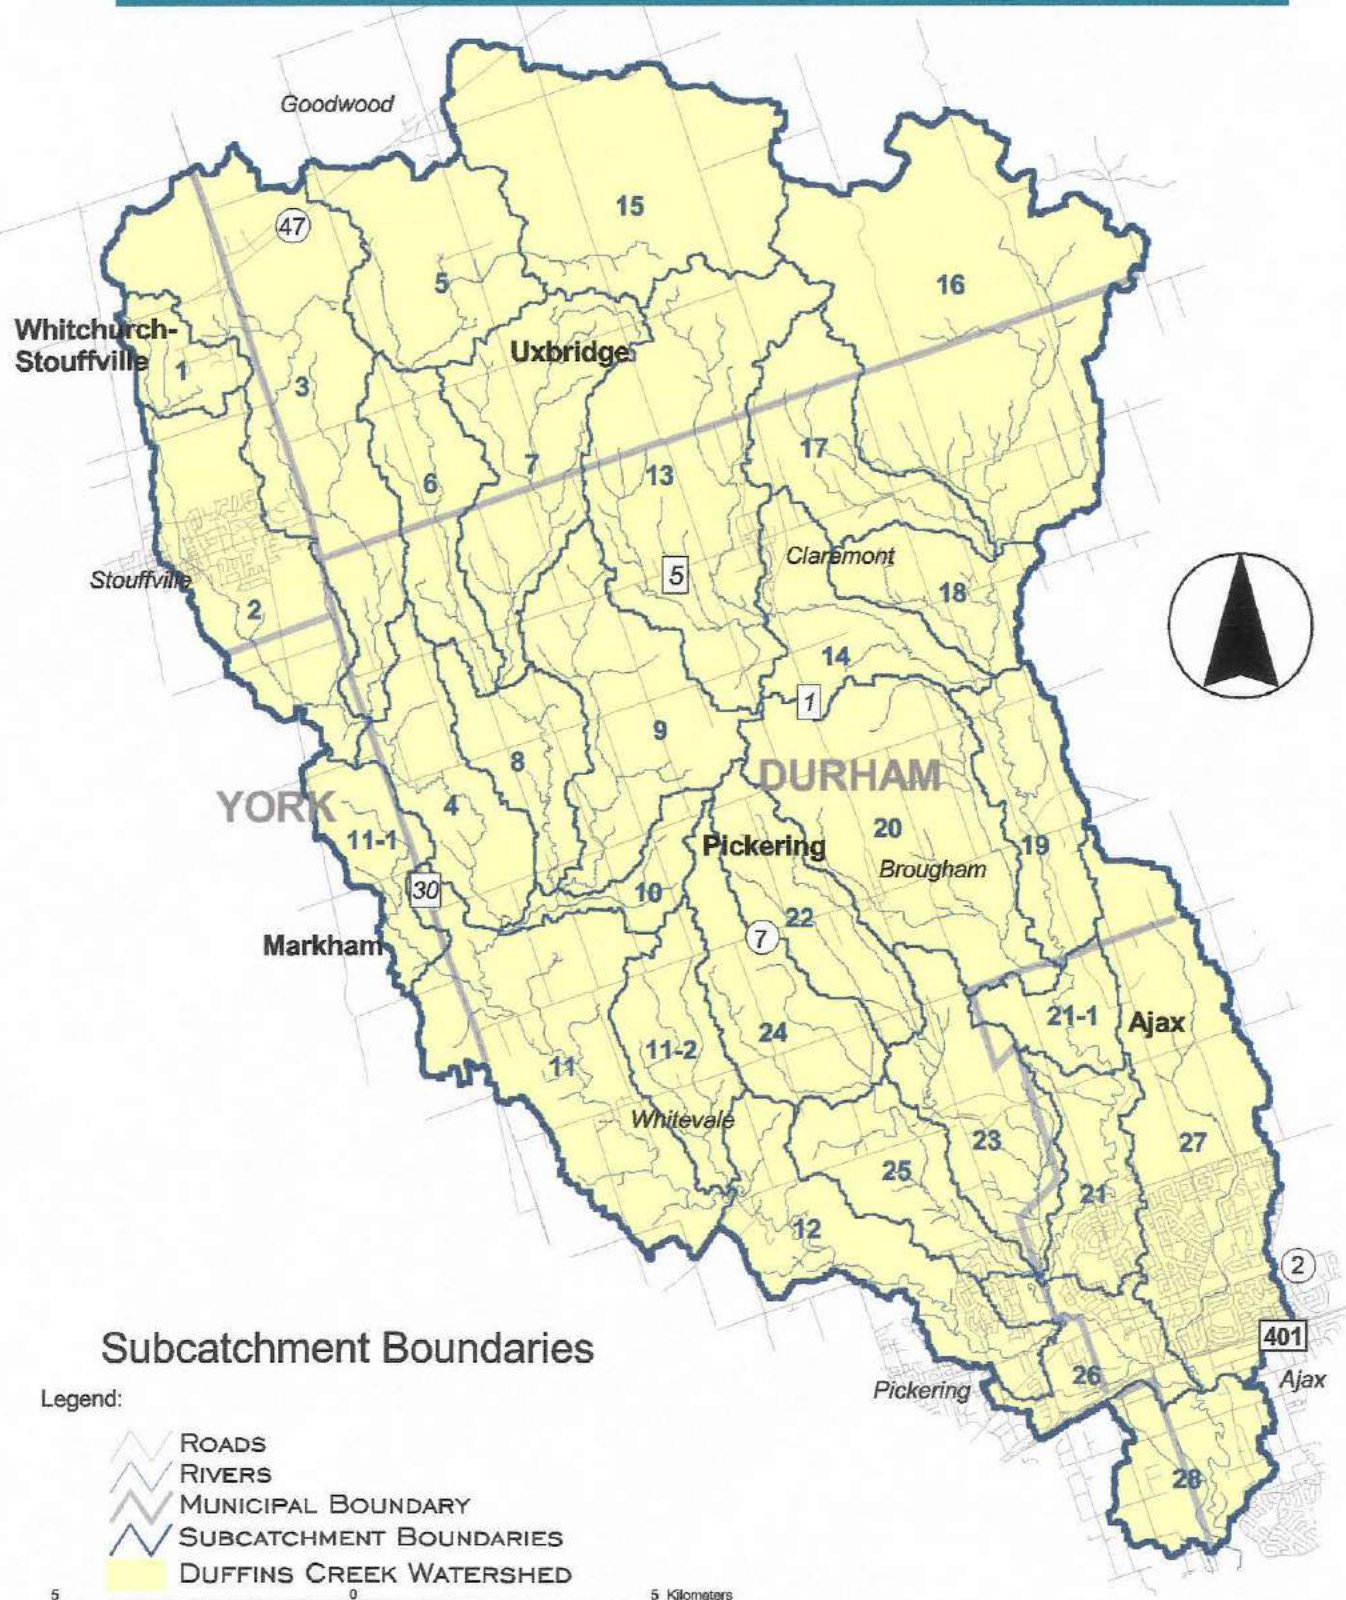 Goodwood
47
15
5
16
Whitchurch-
Stouffville
Uxbridge
1
3
17
7
13
6
5
Claremont
Stouffville
18
2
14
1
9
8
DURHAM
YORK
4
20
11-1
Pickering
19
Brougham
30
10
22
7
Markham
21-1
Ajax
24
11-2
11
Whitevale
23
27
25
21
12
2
401
Subcatchment Boundaries
26
Ajax
Pickering
Legend:
ROADS
RIVERS
28
MUNICIPAL BOUNDARY
SUBCATCHMENT BOUNDARIES
DUFFINS CREEK WATERSHED
5 0 5 Kilometers